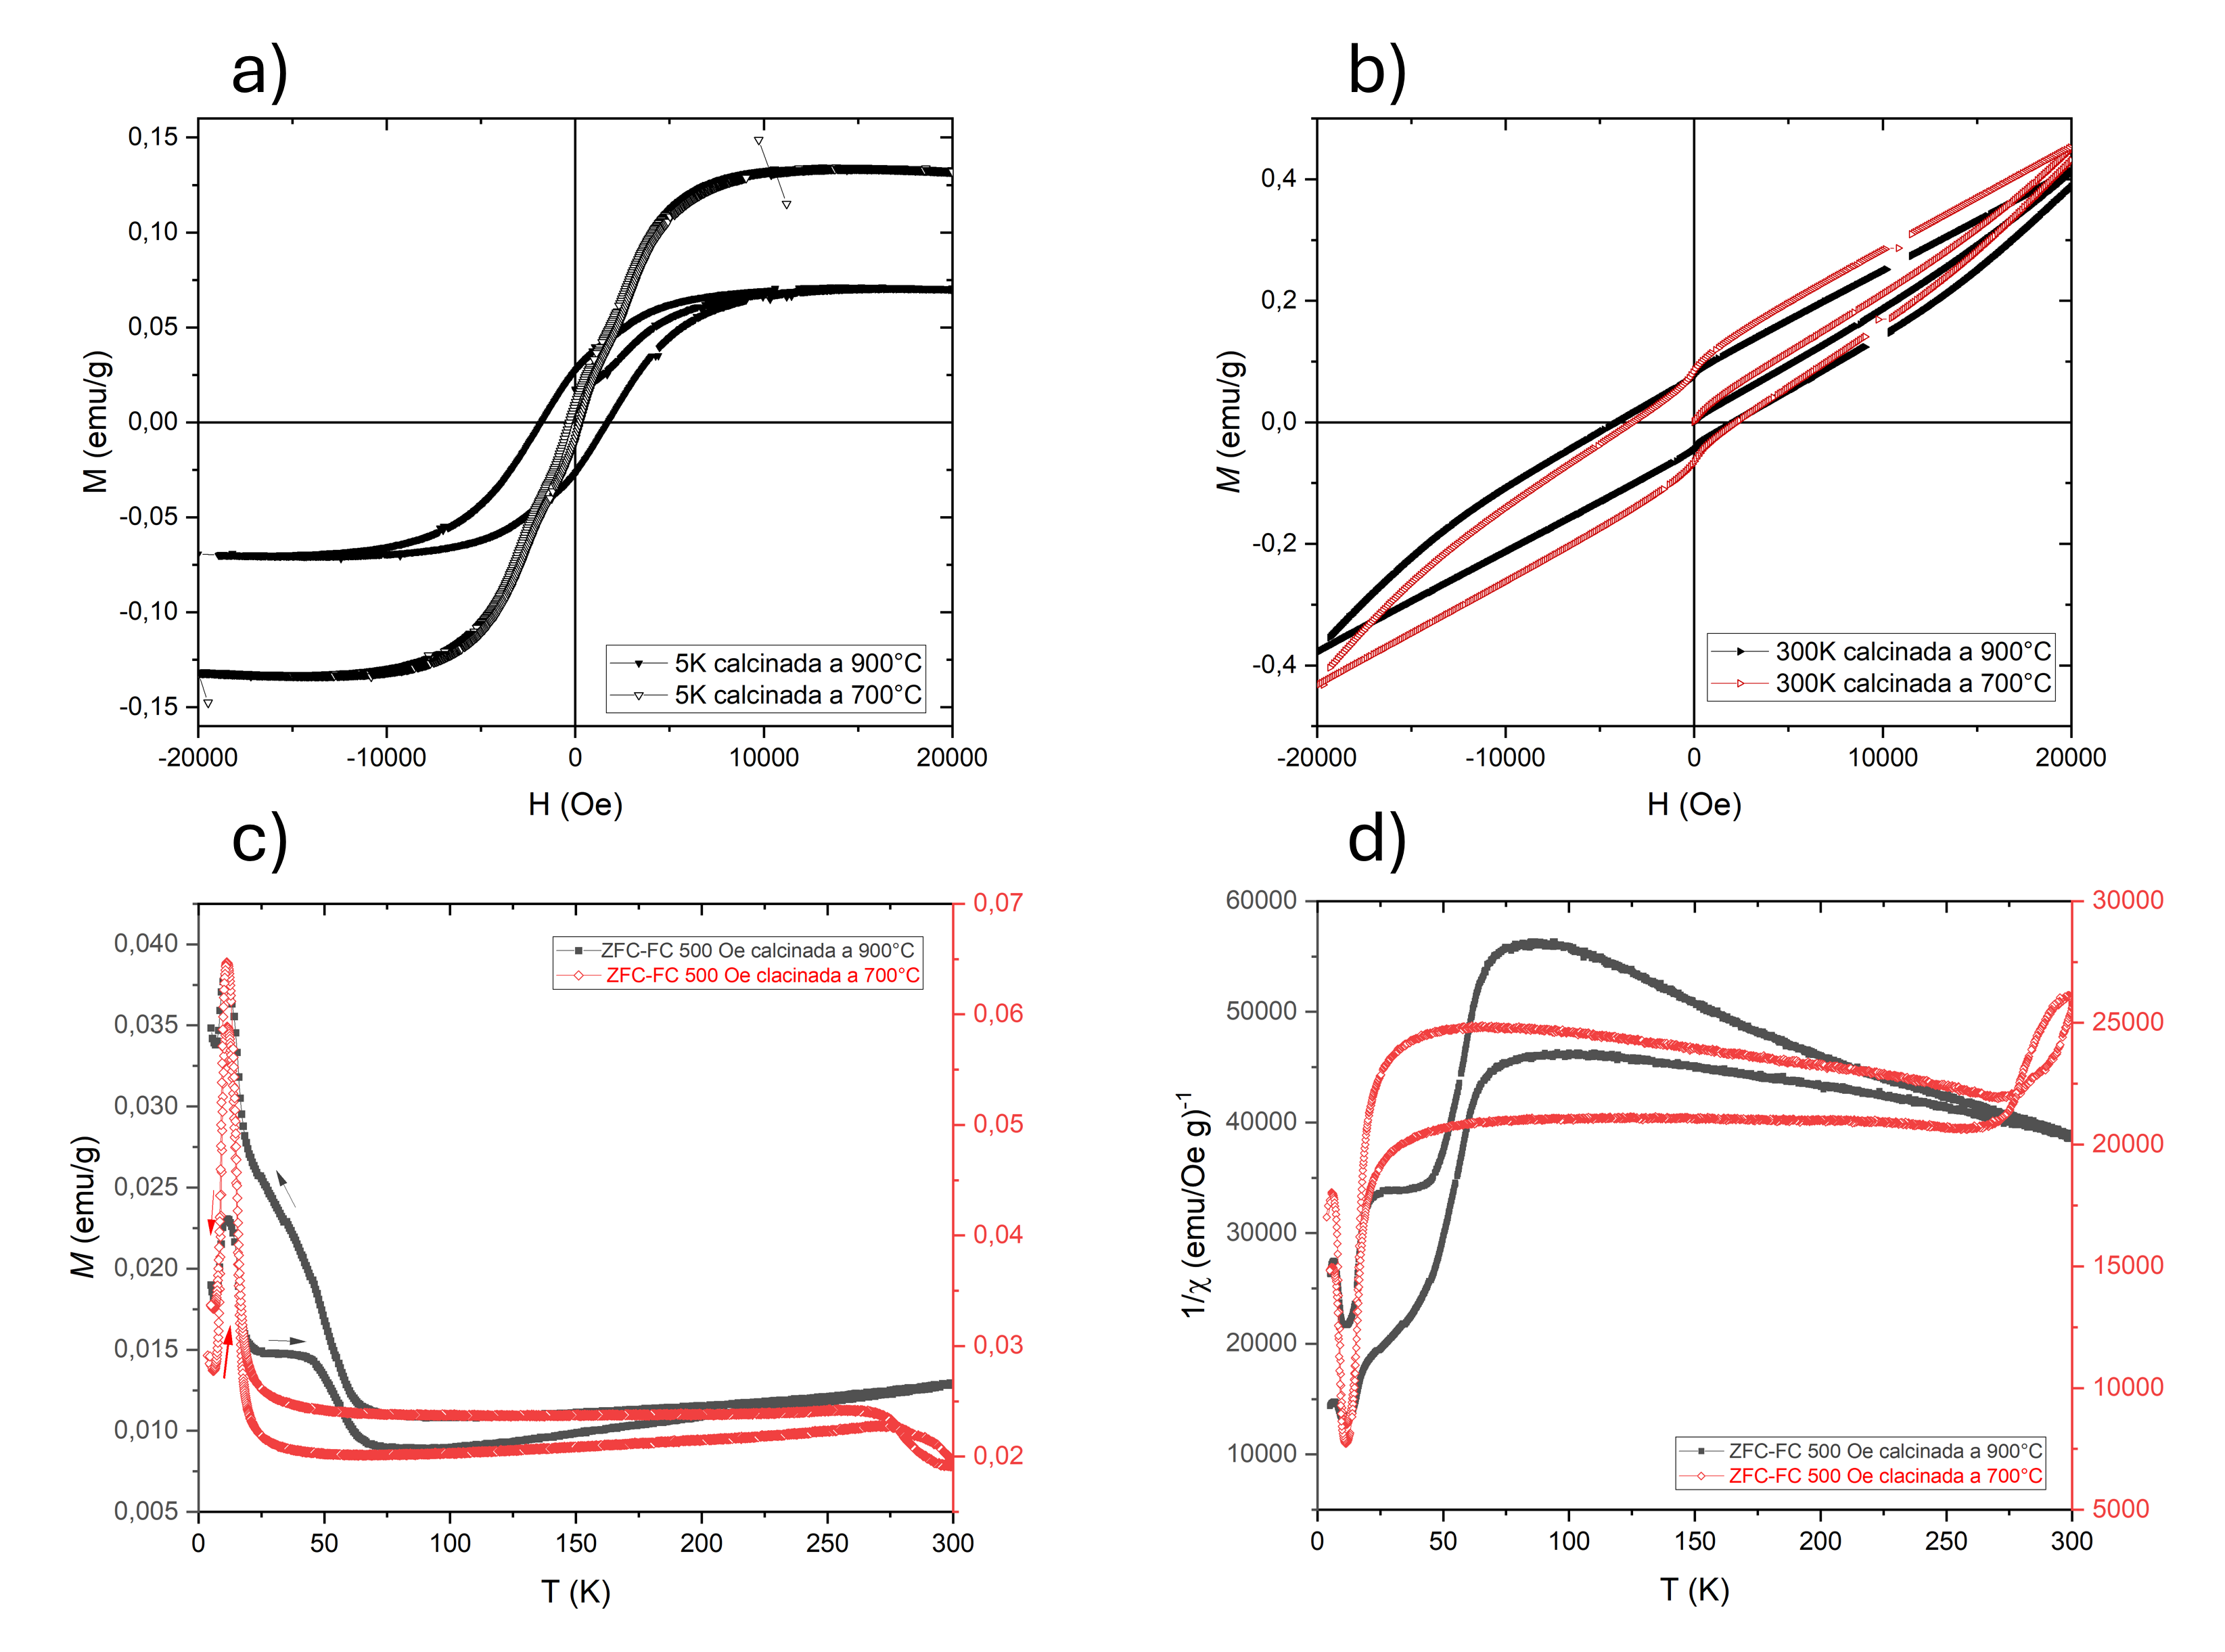 a)
0,15
0,10
0,05
0,00
-0,05
-0,10
-0,15
M (emu/g)
-20000 -10000 0 10000 20000
H (Oe)
5K calcinada a 900°C
5K calcinada a 700°C
b)
0,4
0,2
0,0
-0,2
-0,4
M (emu/g)
-20000 -10000 0 10000 20000
H (Oe)
300K calcinada a 900°C
300K calcinada a 700°C
c)
0,040
0,035
0,030
0,025
0,020
0,015
0,010
0,005
M (emu/g)
0,07
0,06
0,05
0,04
0,03
0,02
0 50 100 150 200 250 300
T (K)
ZFC-FC 500 Oe calcinada a 900°C
ZFC-FC 500 Oe clacinada a 700°C
d)
60000
50000
40000
30000
20000
10000
1/χ (emu/Oe g)-1
30000
25000
20000
15000
10000
5000
0 50 100 150 200 250 300
T (K)
ZFC-FC 500 Oe calcinada a 900°C
ZFC-FC 500 Oe clacinada a 700°C